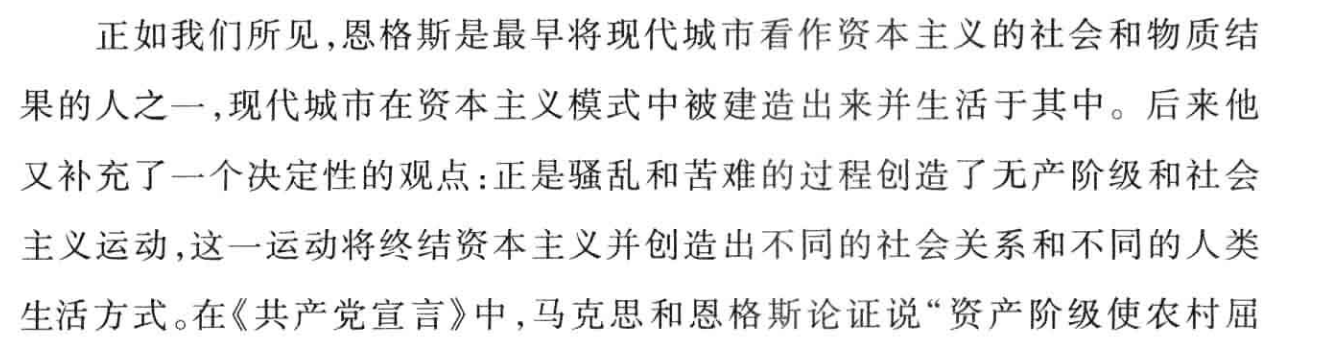 正如我们所见,恩格斯是最早将现代城市看作资本主义的社会和物质结
果的人之一,现代城市在资本主义模式中被建造出来并生活于其中。后来他
又补充了一个决定性的观点:正是骚乱和苦难的过程创造了无产阶级和社会
主义运动,这一运动将终结资本主义并创造出不同的社会关系和不同的人类
生活方式。在《共产党宣言》中,马克思和恩格斯论证说“资产阶级使农村屈